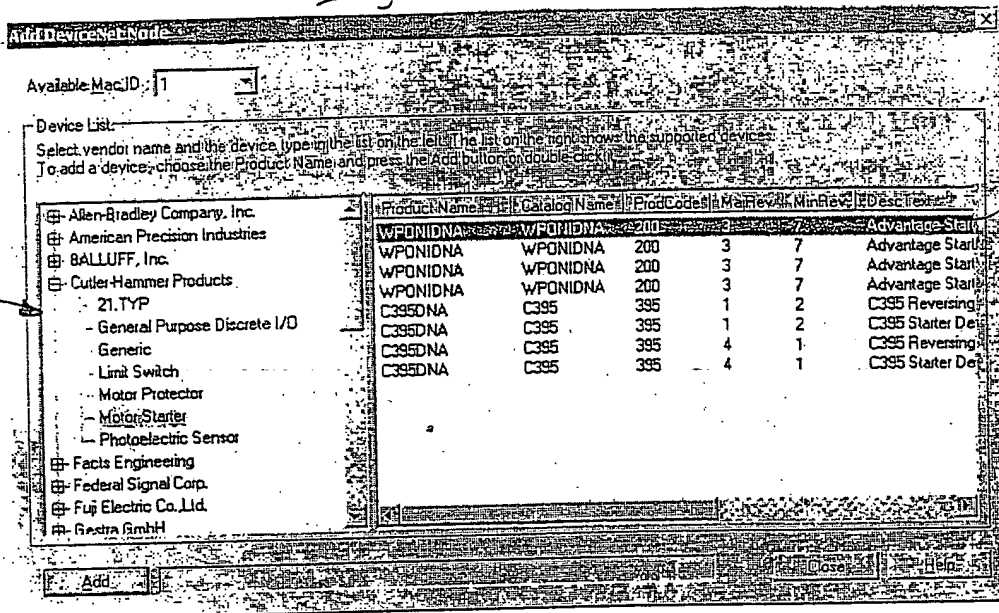 Add DeviceNet Node
Available Mac ID: 1
Device List:
Select vendor name and the device type in the list on the left. The list on the right shows the supported devices.
To add a device, choose the Product Name and press the Add button or double click it.
Allen-Bradley Company, Inc.
American Precision Industries
BALLUFF, Inc.
Cutler-Hammer Products
21.TYP
General Purpose Discrete I/O
Generic
Limit Switch
Motor Protector
Motor Starter
Photoelectric Sensor
Facts Engineering
Federal Signal Corp.
Fuji Electric Co., Ltd.
Gestra GmbH
Product Name Catalog Name ProdCode MajRev MinRev DescText
WPONIDNA WPONIDNA 200 3 7 Advantage Start
WPONIDNA WPONIDNA 200 3 7 Advantage Start
WPONIDNA WPONIDNA 200 3 7 Advantage Start
WPONIDNA WPONIDNA 200 3 7 Advantage Start
C395DNA C395 395 1 2 C395 Reversing
C395DNA C395 395 1 2 C395 Starter De
C395DNA C395 395 4 1 C395 Reversing
C395DNA C395 395 4 1 C395 Starter De
Add Close Help